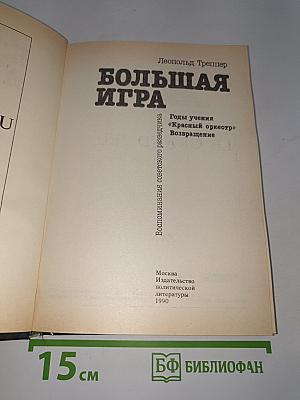 Леопольд Треппер
БОЛЬШАЯ
ИГРА
Воспоминания советского разведчика
Годы учения
«Красный оркестр»
Возвращение
Москва
Издательство
политической
литературы
1990
U
15 см
БФ БИБЛИОФАН